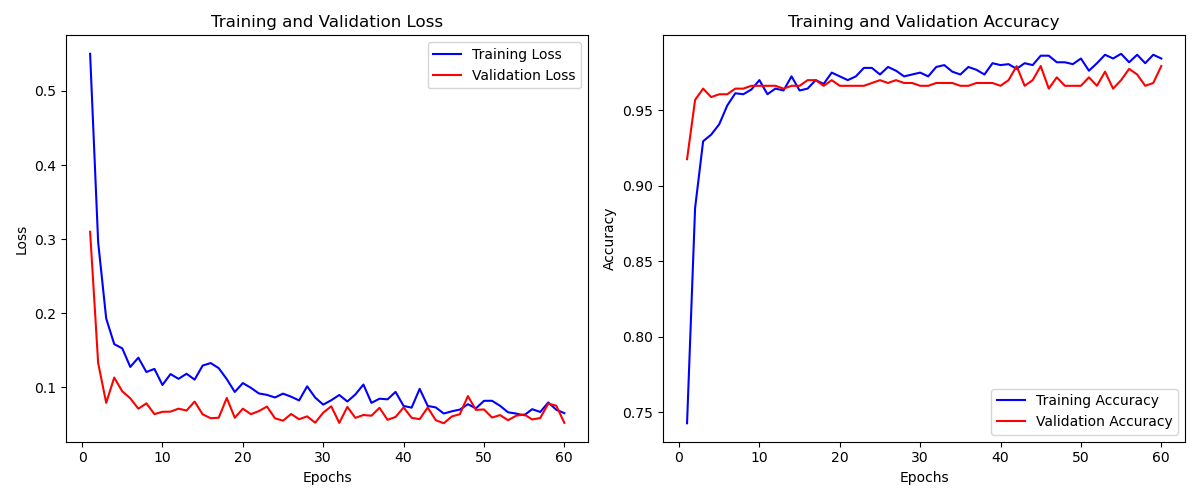 Training and Validation Loss
Training Loss
Validation Loss
0.5
0.4
0.3
0.2
0.1
Loss
0 10 20 30 40 50 60
Epochs
Training and Validation Accuracy
0.95
0.90
0.85
0.80
0.75
Accuracy
Training Accuracy
Validation Accuracy
0 10 20 30 40 50 60
Epochs